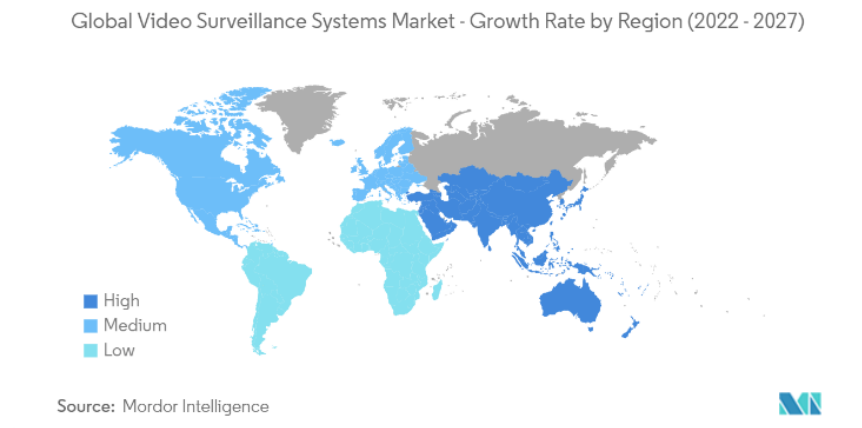 Global Video Surveillance Systems Market - Growth Rate by Region (2022 - 2027)
High
Medium
Low
Source: Mordor Intelligence